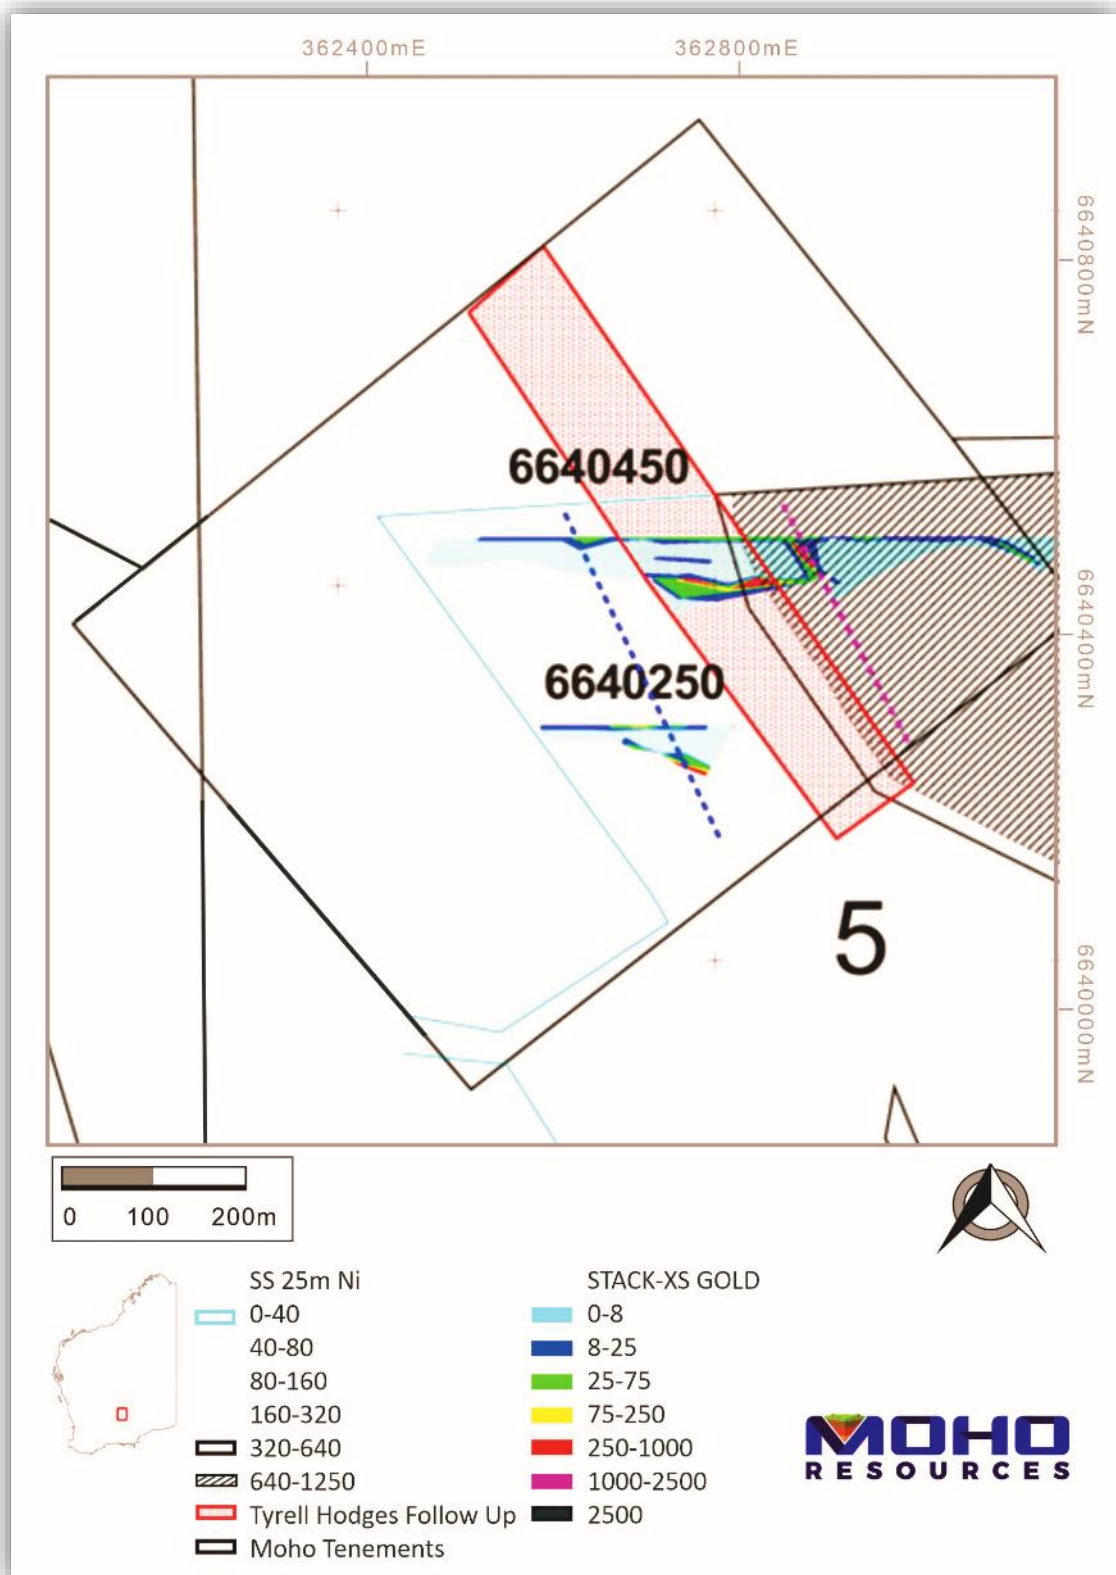 362400mE
362800mE
6640800mN
6640450
6640400mN
6640250
5
6640000mN
0 100 200m
SS 25m Ni
0-40
40-80
80-160
160-320
320-640
640-1250
Tyrell Hodges Follow Up
Moho Tenements
STACK-XS GOLD
0-8
8-25
25-75
75-250
250-1000
1000-2500
2500
MOHO
RESOURCES